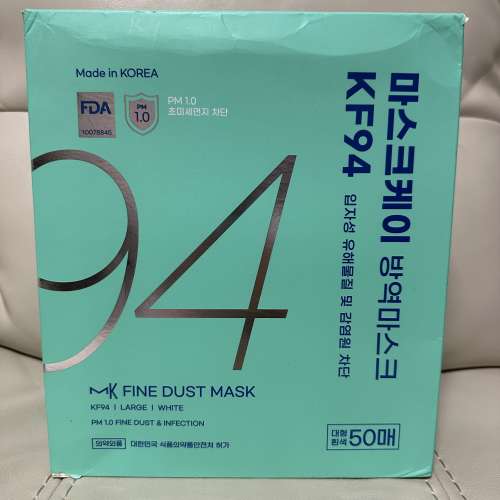 Made in KOREA
FDA
10078845
PM
1.0
PM 1.0
초미세먼지 차단
94
마스크케이 방역마스크
KF94
입자성 유해물질 및 감염원 차단
MK FINE DUST MASK
KF94 | LARGE | WHITE
PM 1.0 FINE DUST & INFECTION
의약외품 대한민국 식품의약품안전처 허가
대형
흰색
50매